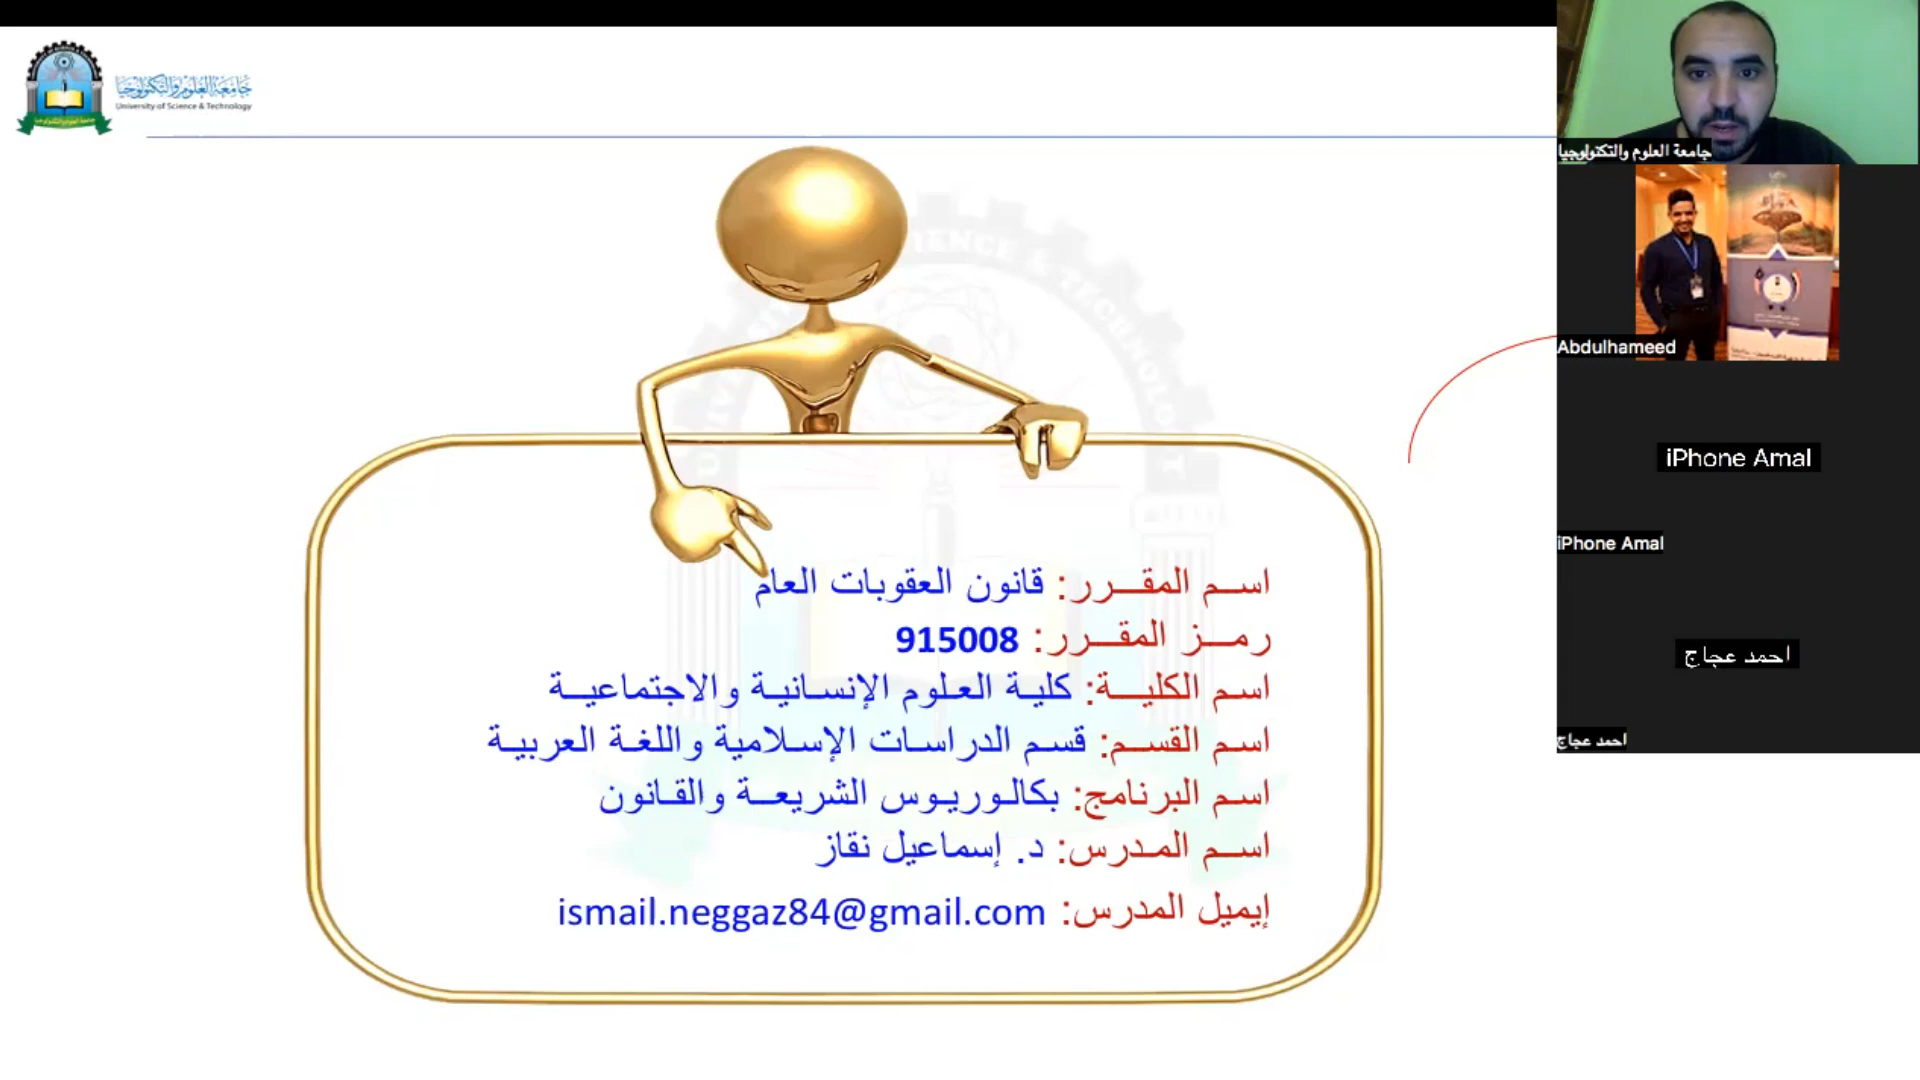 جامعة العلوم والتكنولوجيا
University of Science & Technology
اسم المقرر: قانون العقوبات العام
رمز المقرر: 915008
اسم الكلية: كلية العلوم الإنسانية والاجتماعية
اسم القسم: قسم الدراسات الإسلامية واللغة العربية
اسم البرنامج: بكالوريوس الشريعة والقانون
اسم المدرس: د. إسماعيل نقاز
إيميل المدرس: ismail.neggaz84@gmail.com
جامعة العلوم والتكنولوجيا
Abdulhameed
iPhone Amal
iPhone Amal
احمد عجاج
احمد عجاج